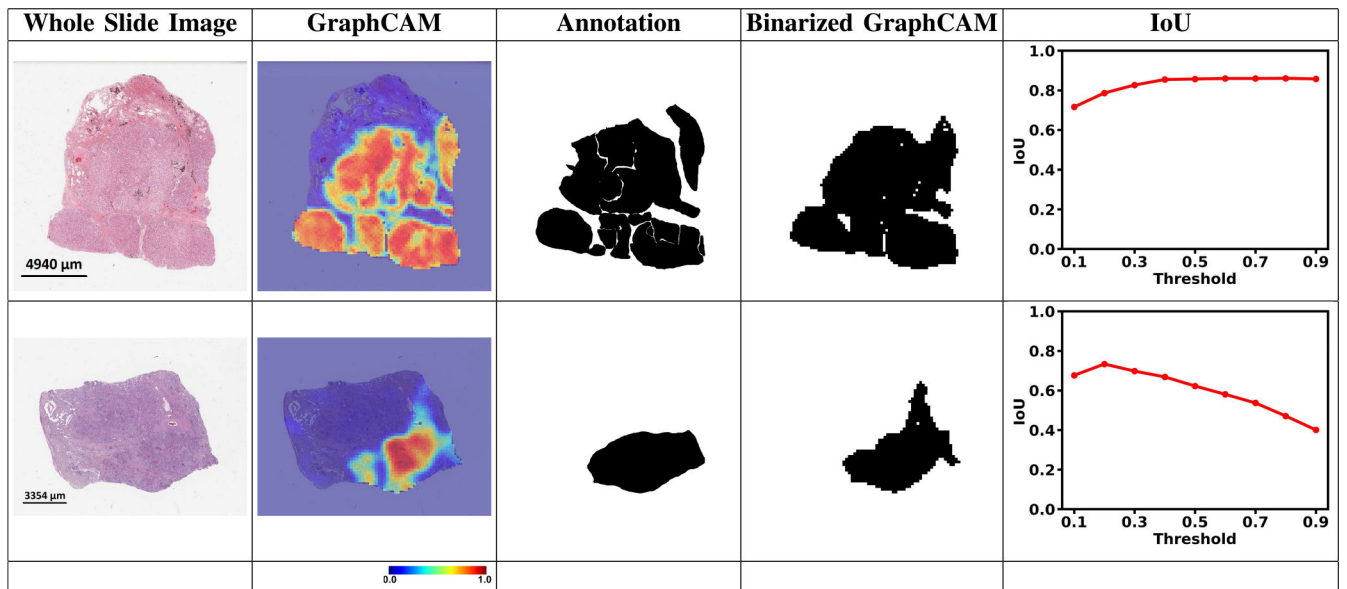 Whole Slide Image GraphCAM Annotation Binarized GraphCAM IoU
4940 µm
IoU
1.0
0.8
0.6
0.4
0.2
0.0
0.1 0.3 0.5 0.7 0.9
Threshold
3354 µm
IoU
1.0
0.8
0.6
0.4
0.2
0.0
0.1 0.3 0.5 0.7 0.9
Threshold
0.0 1.0